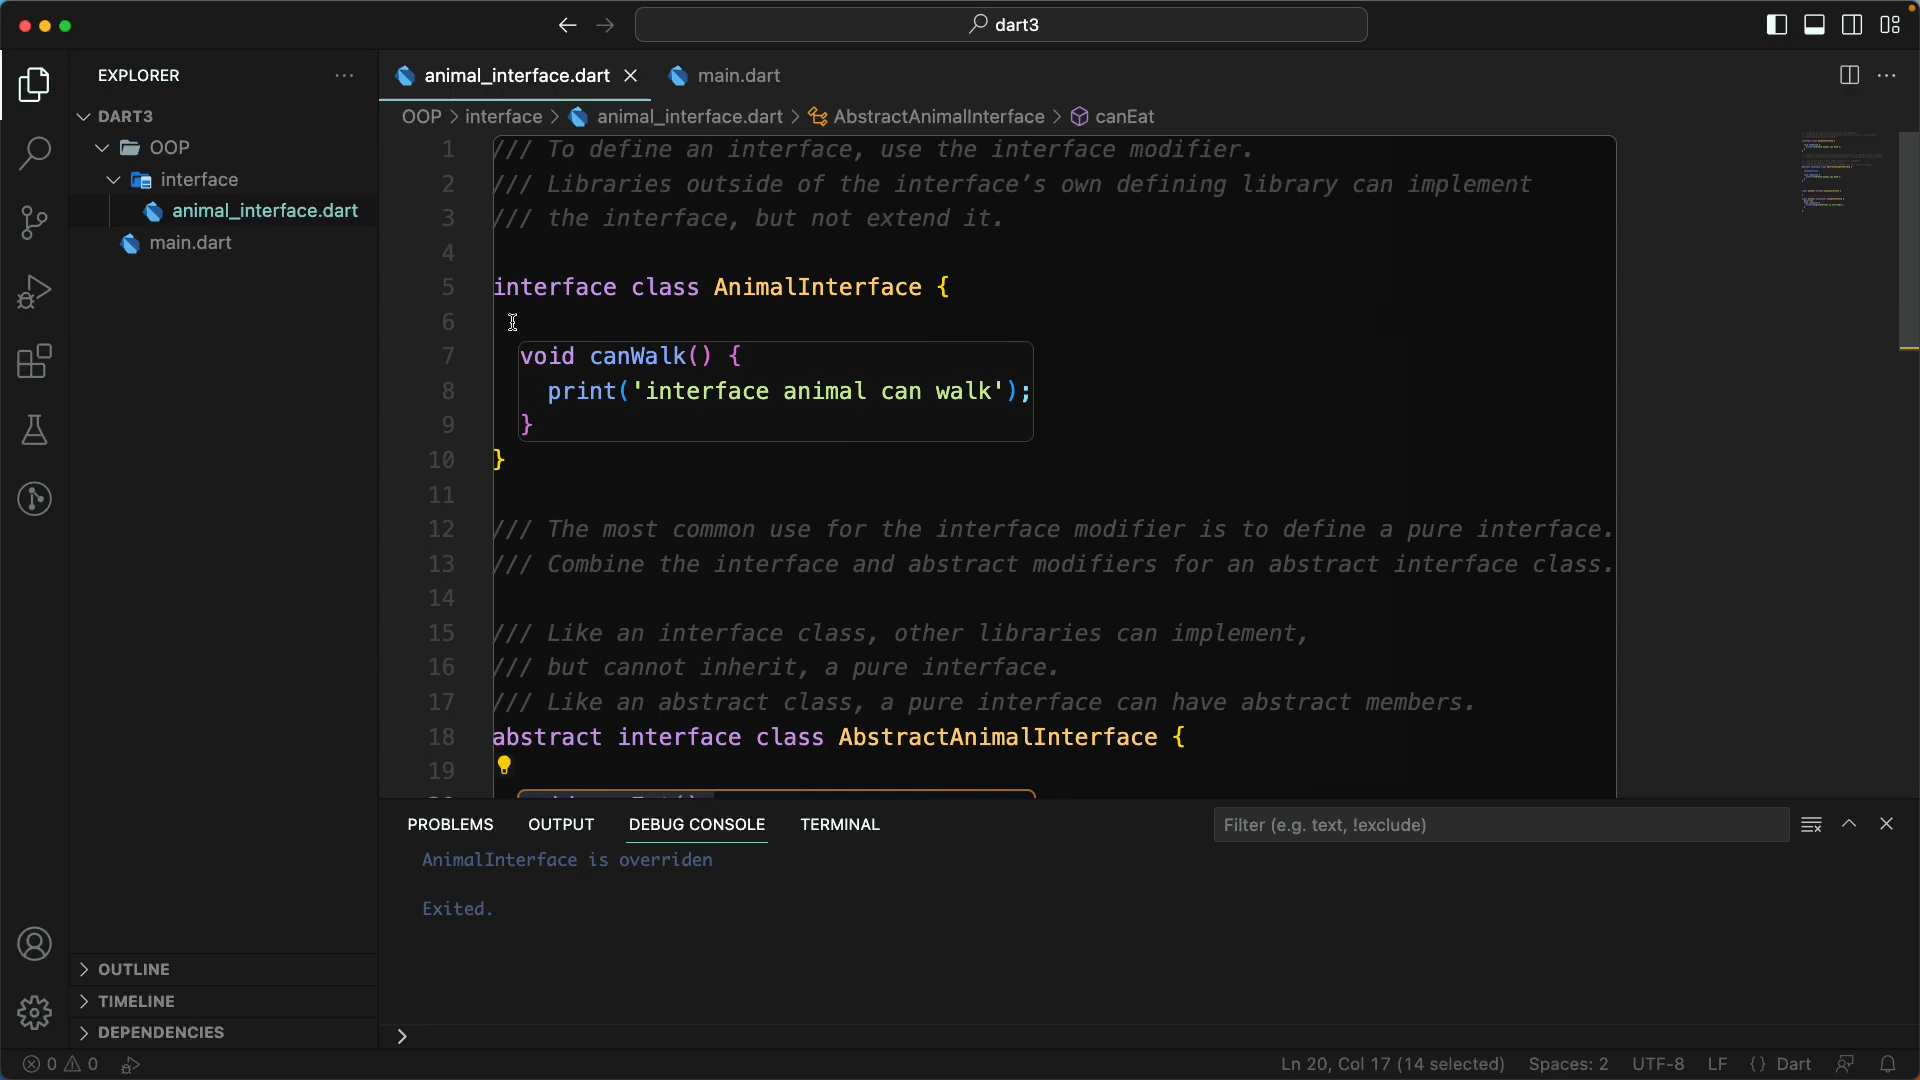 dart3
EXPLORER
DART3
OOP
interface
animal_interface.dart
main.dart
OUTLINE
TIMELINE
DEPENDENCIES
animal_interface.dart
main.dart
OOP > interface > animal_interface.dart > AbstractAnimalInterface > canEat
1 /// To define an interface, use the interface modifier.
2 /// Libraries outside of the interface’s own defining library can implement
3 /// the interface, but not extend it.
4
5 interface class AnimalInterface {
6
7 void canWalk() {
8 print('interface animal can walk');
9 }
10 }
11
12 /// The most common use for the interface modifier is to define a pure interface.
13 /// Combine the interface and abstract modifiers for an abstract interface class.
14
15 /// Like an interface class, other libraries can implement,
16 /// but cannot inherit, a pure interface.
17 /// Like an abstract class, a pure interface can have abstract members.
18 abstract interface class AbstractAnimalInterface {
19
PROBLEMS OUTPUT DEBUG CONSOLE TERMINAL
Filter (e.g. text, !exclude)
AnimalInterface is overriden
Exited.
0 0
Ln 20, Col 17 (14 selected) Spaces: 2 UTF-8 LF {} Dart